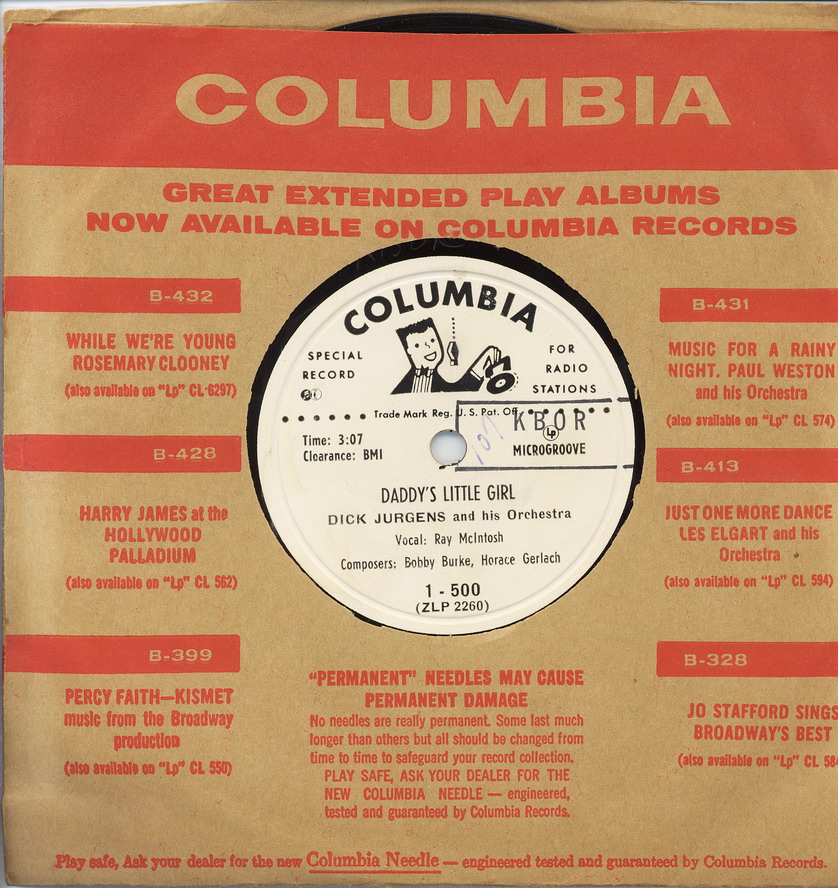 COLUMBIA
GREAT EXTENDED PLAY ALBUMS
NOW AVAILABLE ON COLUMBIA RECORDS
B-432
WHILE WE'RE YOUNG
ROSEMARY CLOONEY
(also available on "Lp" CL-6297)
B-428
HARRY JAMES at the
HOLLYWOOD
PALLADIUM
(also available on "Lp" CL 562)
B-399
PERCY FAITH—KISMET
music from the Broadway
production
(also available on "Lp" CL 550)
COLUMBIA
SPECIAL
RECORD
FOR
RADIO
STATIONS
Trade Mark Reg. U.S. Pat. Off.
Time: 3:07
Clearance: BMI
107
KBOR
Lp
MICROGROOVE
DADDY'S LITTLE GIRL
DICK JURGENS and his Orchestra
Vocal: Ray McIntosh
Composers: Bobby Burke, Horace Gerlach
1 - 500
(ZLP 2260)
B-431
MUSIC FOR A RAINY
NIGHT. PAUL WESTON
and his Orchestra
(also available on "Lp" CL 574)
B-413
JUST ONE MORE DANCE
LES ELGART and his
Orchestra
(also available on "Lp" CL 594)
B-328
JO STAFFORD SINGS
BROADWAY'S BEST
(also available on "Lp" CL 584
"PERMANENT" NEEDLES MAY CAUSE
PERMANENT DAMAGE
No needles are really permanent. Some last much
longer than others but all should be changed from
time to time to safeguard your record collection.
PLAY SAFE, ASK YOUR DEALER FOR THE
NEW COLUMBIA NEEDLE — engineered,
tested and guaranteed by Columbia Records.
Play safe, Ask your dealer for the new Columbia Needle — engineered tested and guaranteed by Columbia Records.